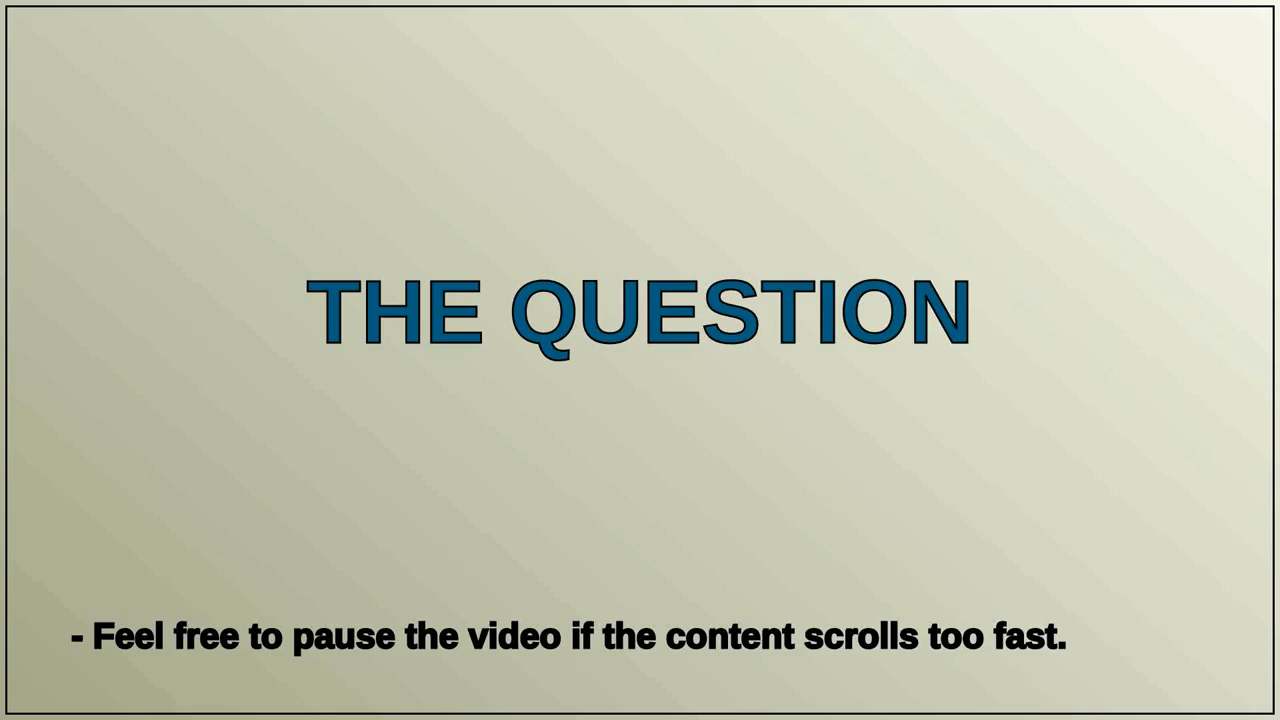 THE QUESTION
- Feel free to pause the video if the content scrolls too fast.